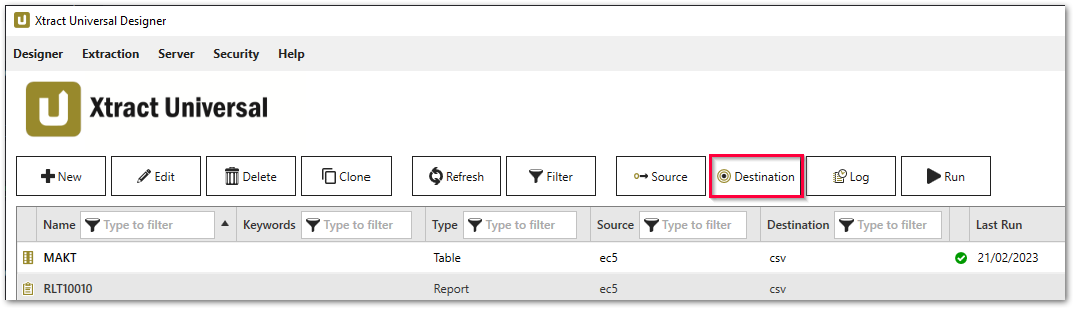 Xtract Universal Designer
Designer Extraction Server Security Help
Xtract Universal
New Edit Delete Clone Refresh Filter Source Destination Log Run
Name Type to filter Keywords Type to filter Type Type to filter Source Type to filter Destination Type to filter Last Run
MAKT Table ec5 csv 21/02/2023
RLT10010 Report ec5 csv